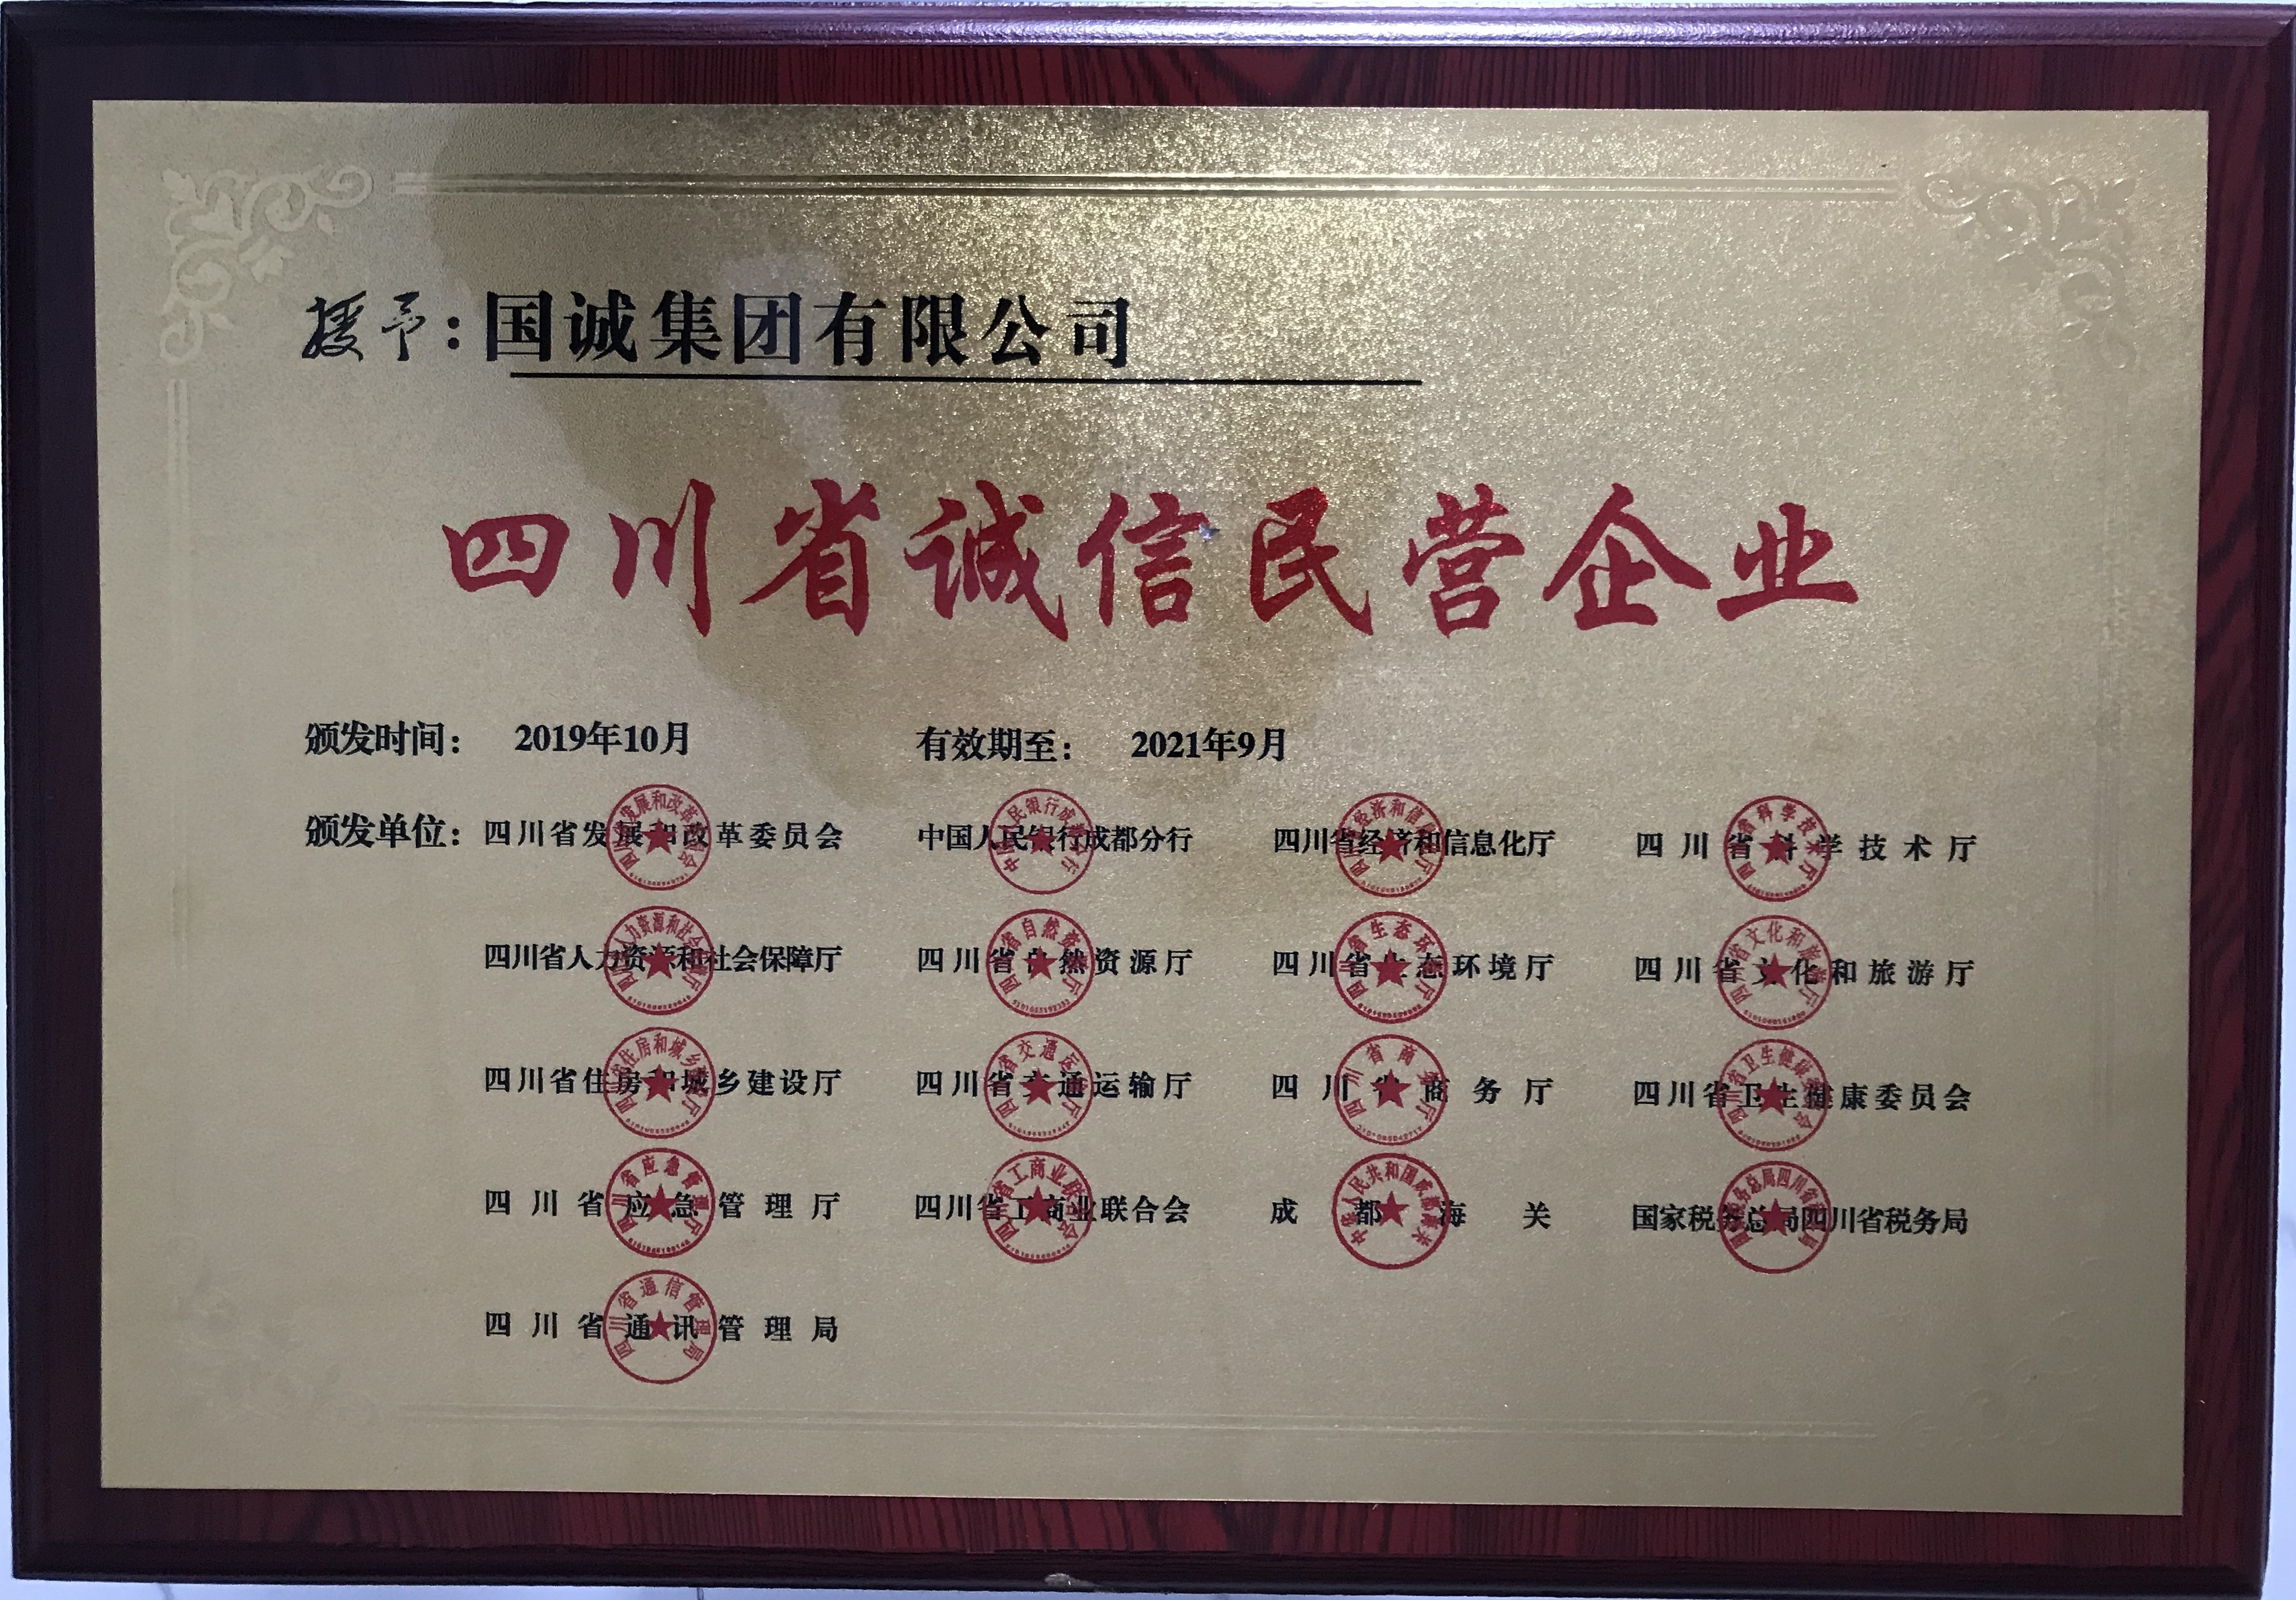 授予：国诚集团有限公司
四川省诚信民营企业
颁发时间： 2019年10月 有效期至： 2021年9月
颁发单位：四川省发展和改革委员会 中国人民银行成都分行 四川省经济和信息化厅 四川省科学技术厅
四川省人力资源和社会保障厅 四川省自然资源厅 四川省生态环境厅 四川省文化和旅游厅
四川省住房和城乡建设厅 四川省交通运输厅 四川省商务厅 四川省卫生健康委员会
四川省应急管理厅 四川省工商业联合会 成都海关 国家税务总局四川省税务局
四川省通讯管理局